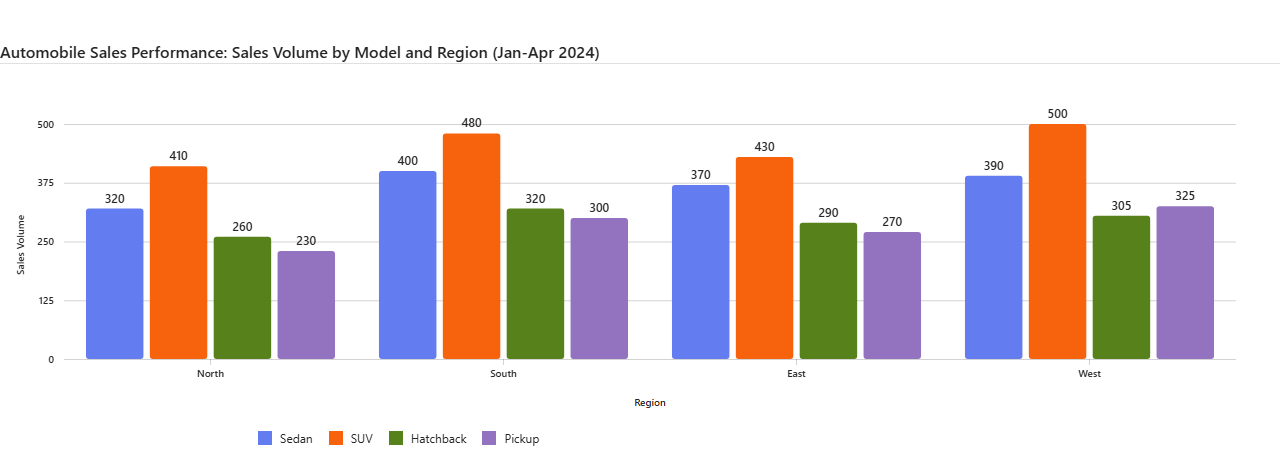 Automobile Sales Performance: Sales Volume by Model and Region (Jan-Apr 2024)
500
375
250
125
0
Sales Volume
320
410
260
230
400
480
320
300
370
430
290
270
390
500
305
325
North
South
East
West
Region
Sedan
SUV
Hatchback
Pickup